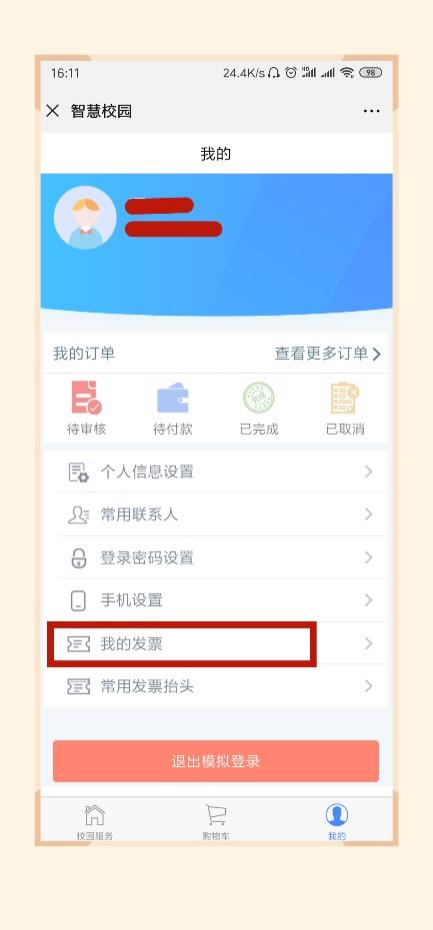 16:11
24.4K/s
98
智慧校园
我的
我的订单
查看更多订单
待审核
待付款
已完成
已取消
个人信息设置
常用联系人
登录密码设置
手机设置
我的发票
常用发票抬头
退出模拟登录
校园服务
购物车
我的